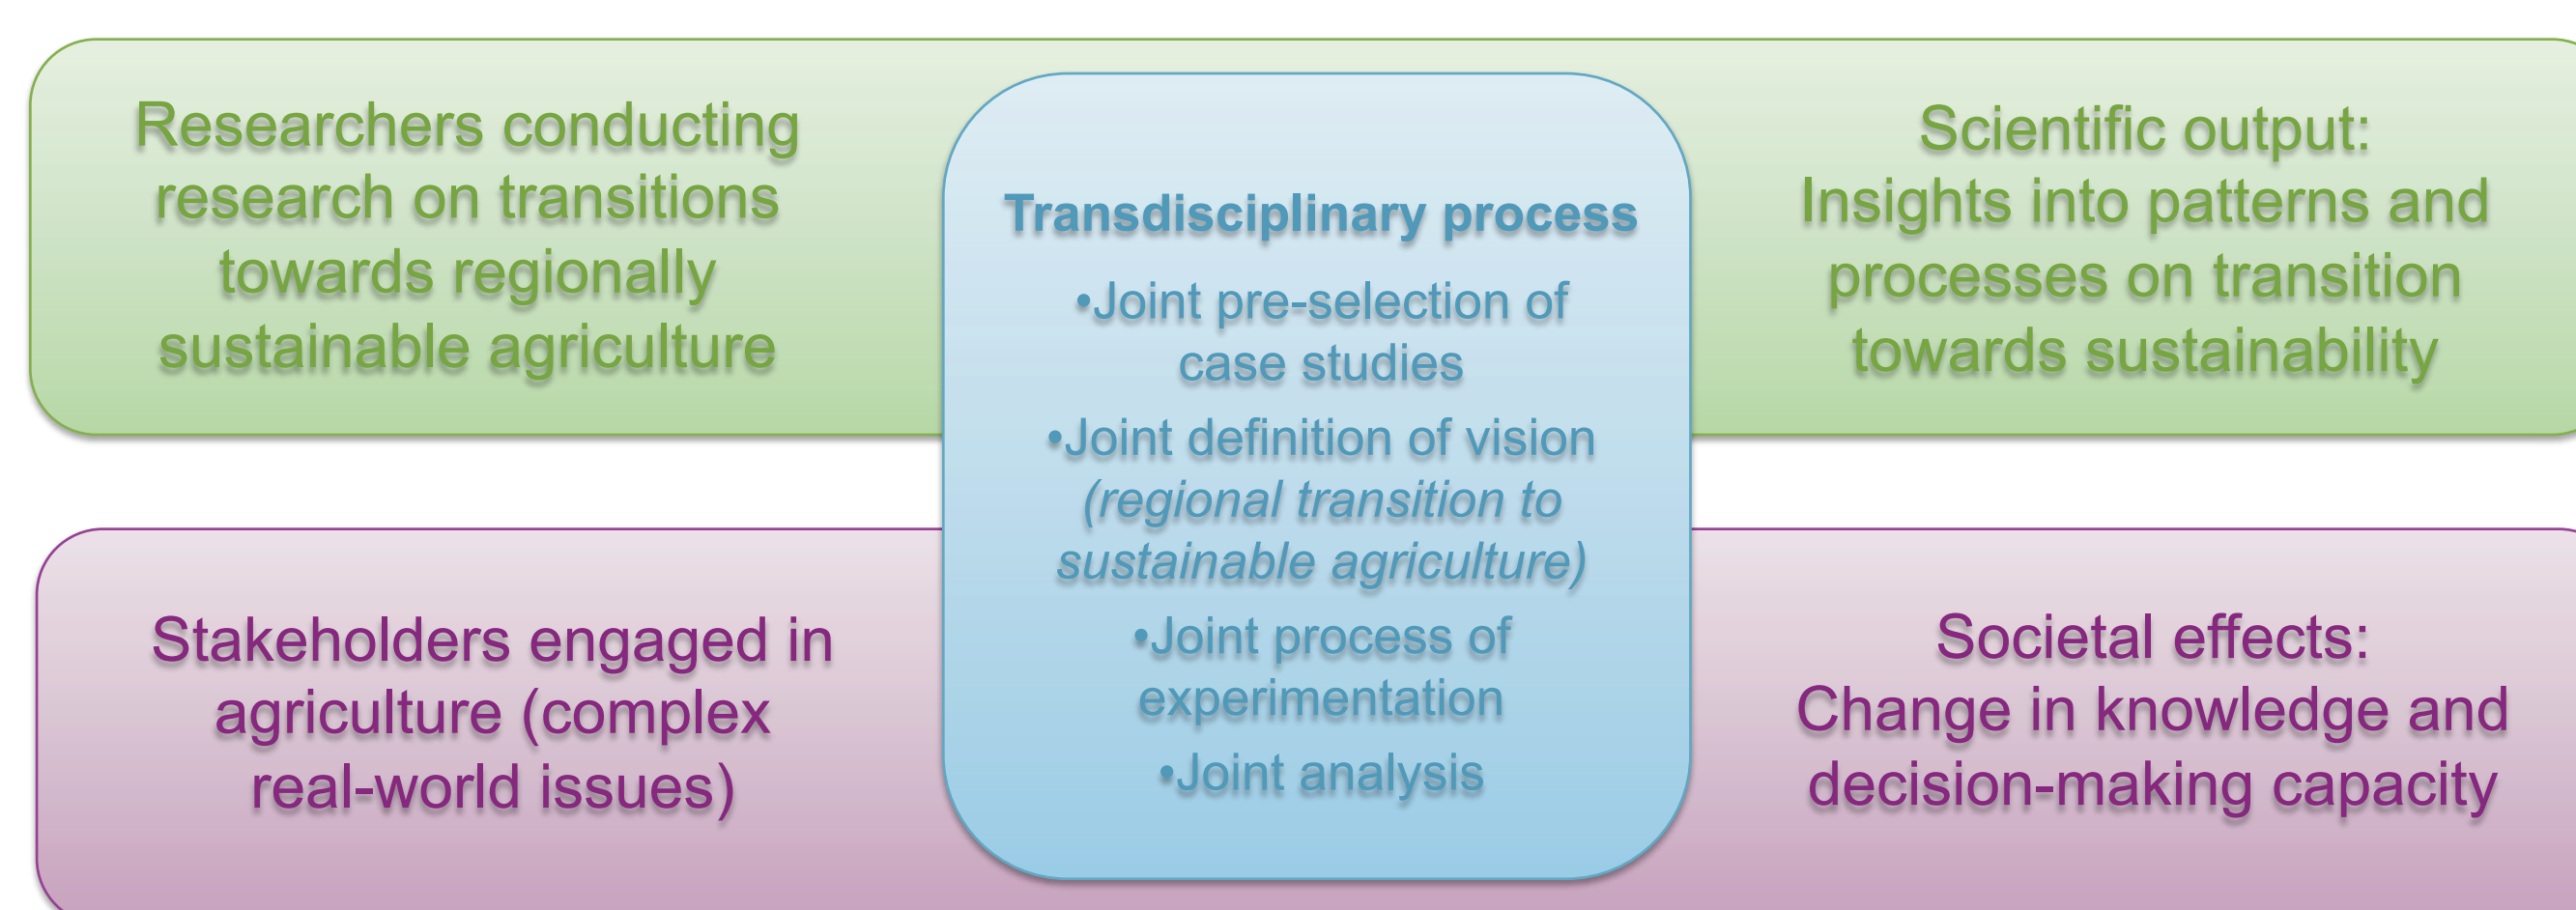 Researchers conducting
research on transitions
towards regionally
sustainable agriculture
Transdisciplinary process
•Joint pre-selection of
case studies
•Joint definition of vision
(regional transition to
sustainable agriculture)
•Joint process of
experimentation
•Joint analysis
Scientific output:
Insights into patterns and
processes on transition
towards sustainability
Stakeholders engaged in
agriculture (complex
real-world issues)
Societal effects:
Change in knowledge and
decision-making capacity